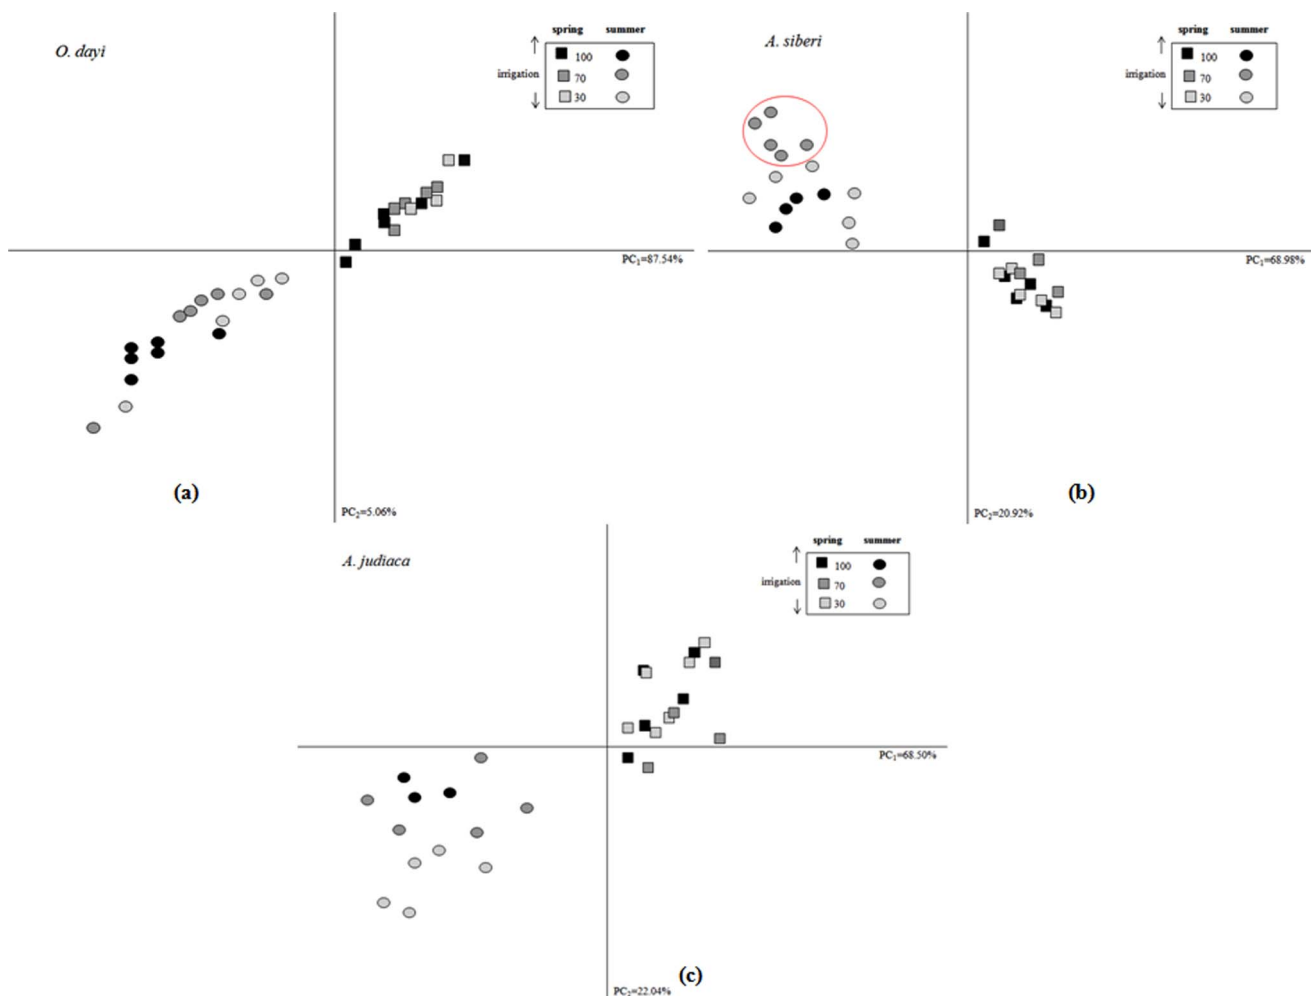 O. dayi
spring summer
irrigation
100
70
30
PC1=87.54%
PC2=5.06%
(a)
A. siberi
spring summer
irrigation
100
70
30
PC1=68.98%
PC2=20.92%
(b)
A. judiaca
spring summer
irrigation
100
70
30
PC1=68.50%
PC2=22.04%
(c)